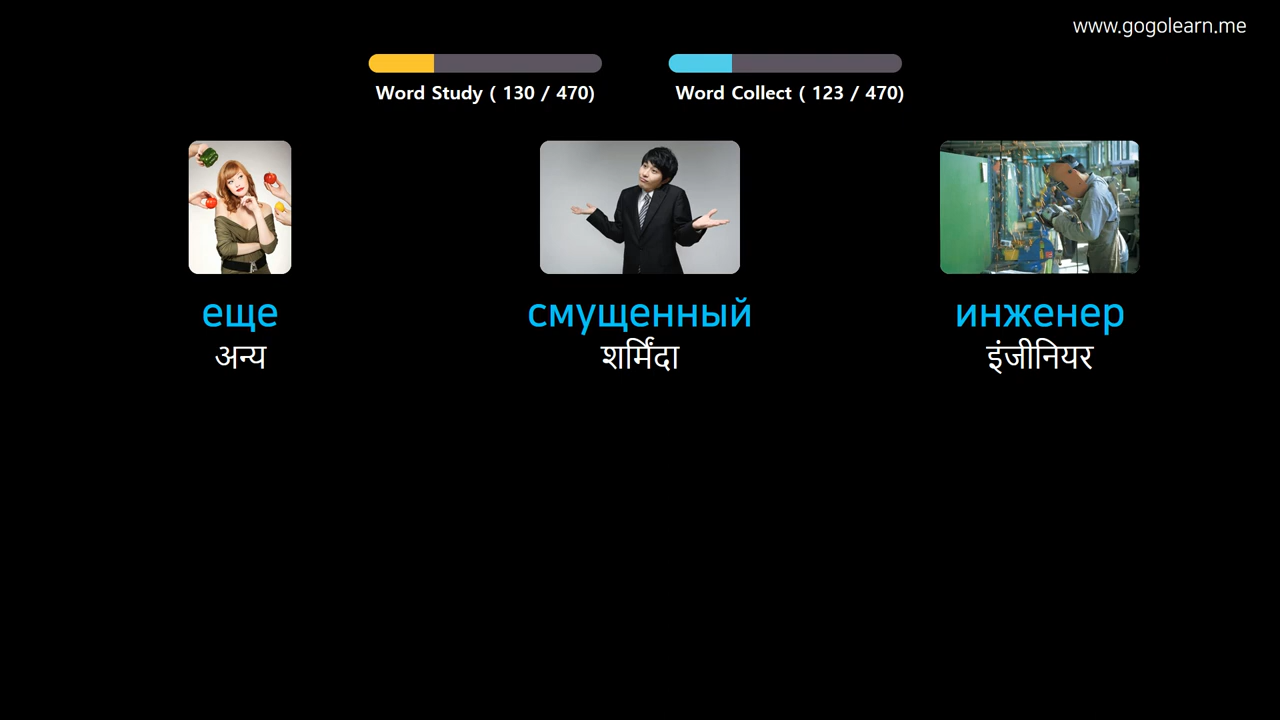 www.gogolearn.me
Word Study ( 130 / 470)
Word Collect ( 123 / 470)
еще
смущенный
инженер
अन्य
शर्मिंदा
इंजीनियर